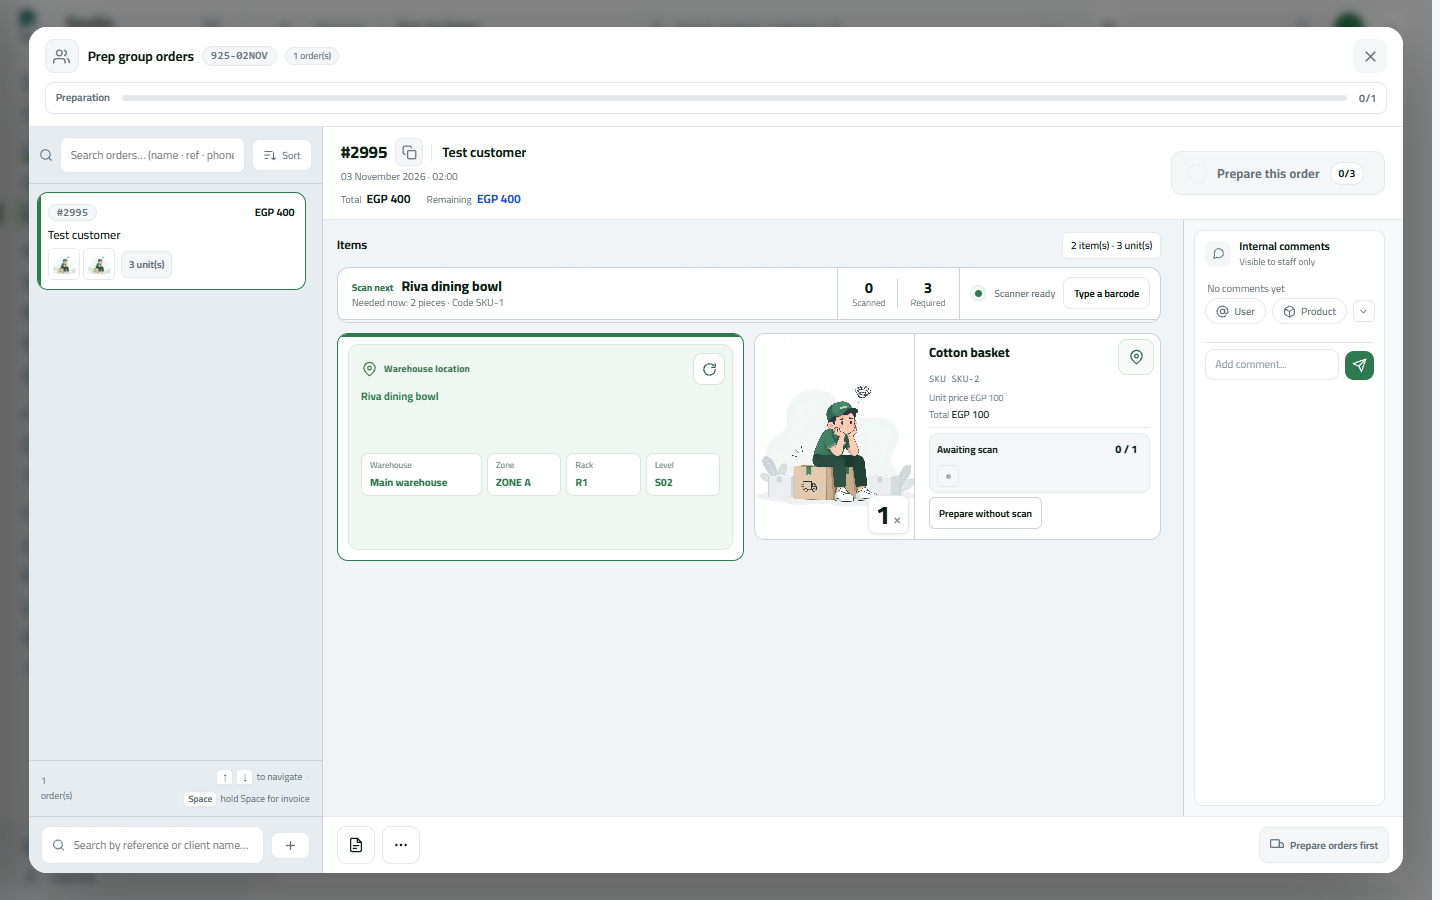 Prep group orders
925-02NOV
1 order(s)
Preparation
0/1
Search orders... (name · ref · phone
Sort
#2995
EGP 400
Test customer
3 unit(s)
1
order(s)
↑ ↓ to navigate ·
Space hold Space for invoice
Search by reference or client name...
#2995
Test customer
03 November 2026 · 02:00
Total EGP 400 Remaining EGP 400
Prepare this order 0/3
Items
2 item(s) · 3 unit(s)
Scan next Riva dining bowl
Needed now: 2 pieces · Code SKU-1
0
Scanned
3
Required
Scanner ready
Type a barcode
Warehouse location
Riva dining bowl
Warehouse
Main warehouse
Zone
ZONE A
Rack
R1
Level
S02
1 ×
Cotton basket
SKU SKU-2
Unit price EGP 100
Total EGP 100
Awaiting scan
0 / 1
Prepare without scan
Internal comments
Visible to staff only
No comments yet
User
Product
Add comment...
Prepare orders first